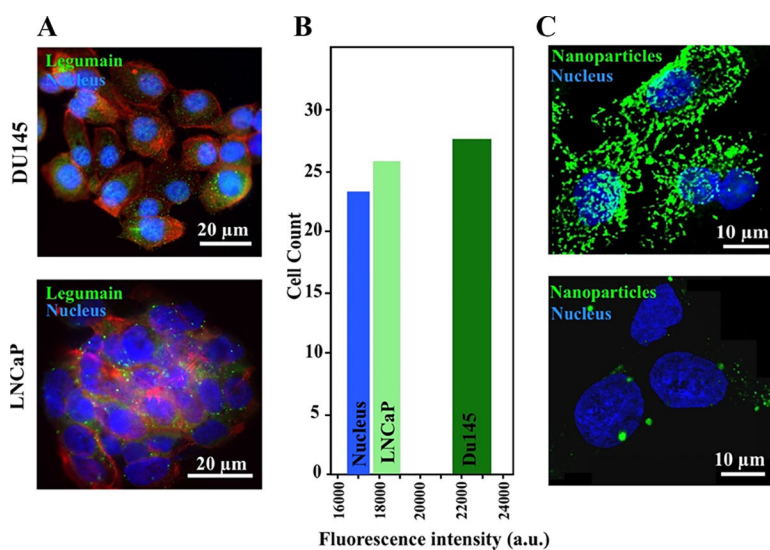 A
B
C
DU145
Legumain
Nucleus
20 µm
LNCaP
Legumain
Nucleus
20 µm
Cell Count
30
25
20
15
10
5
0
Nucleus
LNCaP
Du145
16000
18000
20000
22000
24000
Fluorescence intensity (a.u.)
Nanoparticles
Nucleus
10 µm
Nanoparticles
Nucleus
10 µm